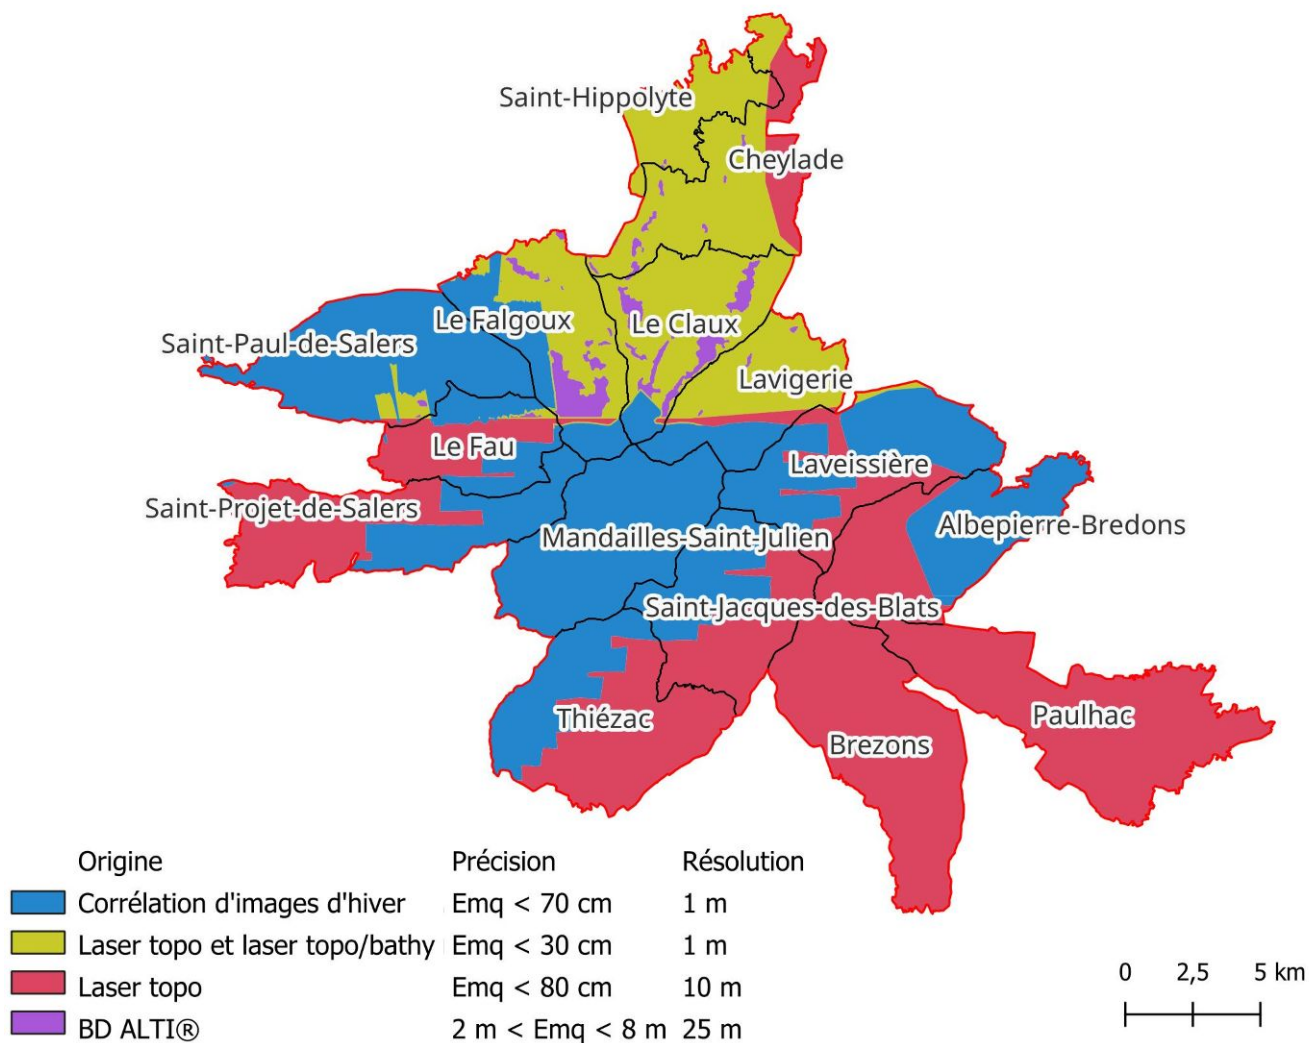 Saint-Hippolyte
Cheylade
Le Falgoux
Le Claux
Saint-Paul-de-Salers
Lavigerie
Le Fau
Laveissière
Saint-Projet-de-Salers
Albepierre-Bredons
Mandailles-Saint-Julien
Saint-Jacques-des-Blats
Thiézac
Paulhac
Brezons
Origine Précision Résolution
Corrélation d'images d'hiver Emq < 70 cm 1 m
Laser topo et laser topo/bathy Emq < 30 cm 1 m
Laser topo Emq < 80 cm 10 m
BD ALTI® 2 m < Emq < 8 m 25 m
0 2,5 5 km